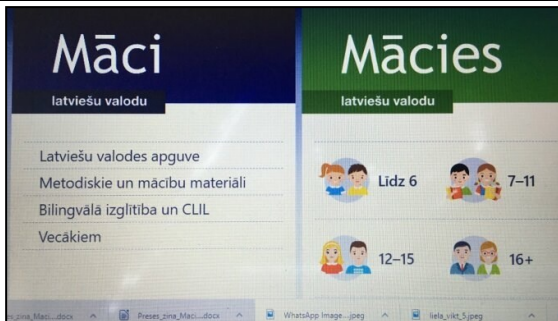 Māci
latviešu valodu
Latviešu valodes apguve
Metodiskie un mācību materiāli
Bilingvālā izglītība un CLIL
Vecākiem
Mācies
latviešu valodu
Līdz 6
7–11
12–15
16+
Preses_zina_Maci....docx
WhatsApp Image....jpeg
liela_vikt_5.jpeg